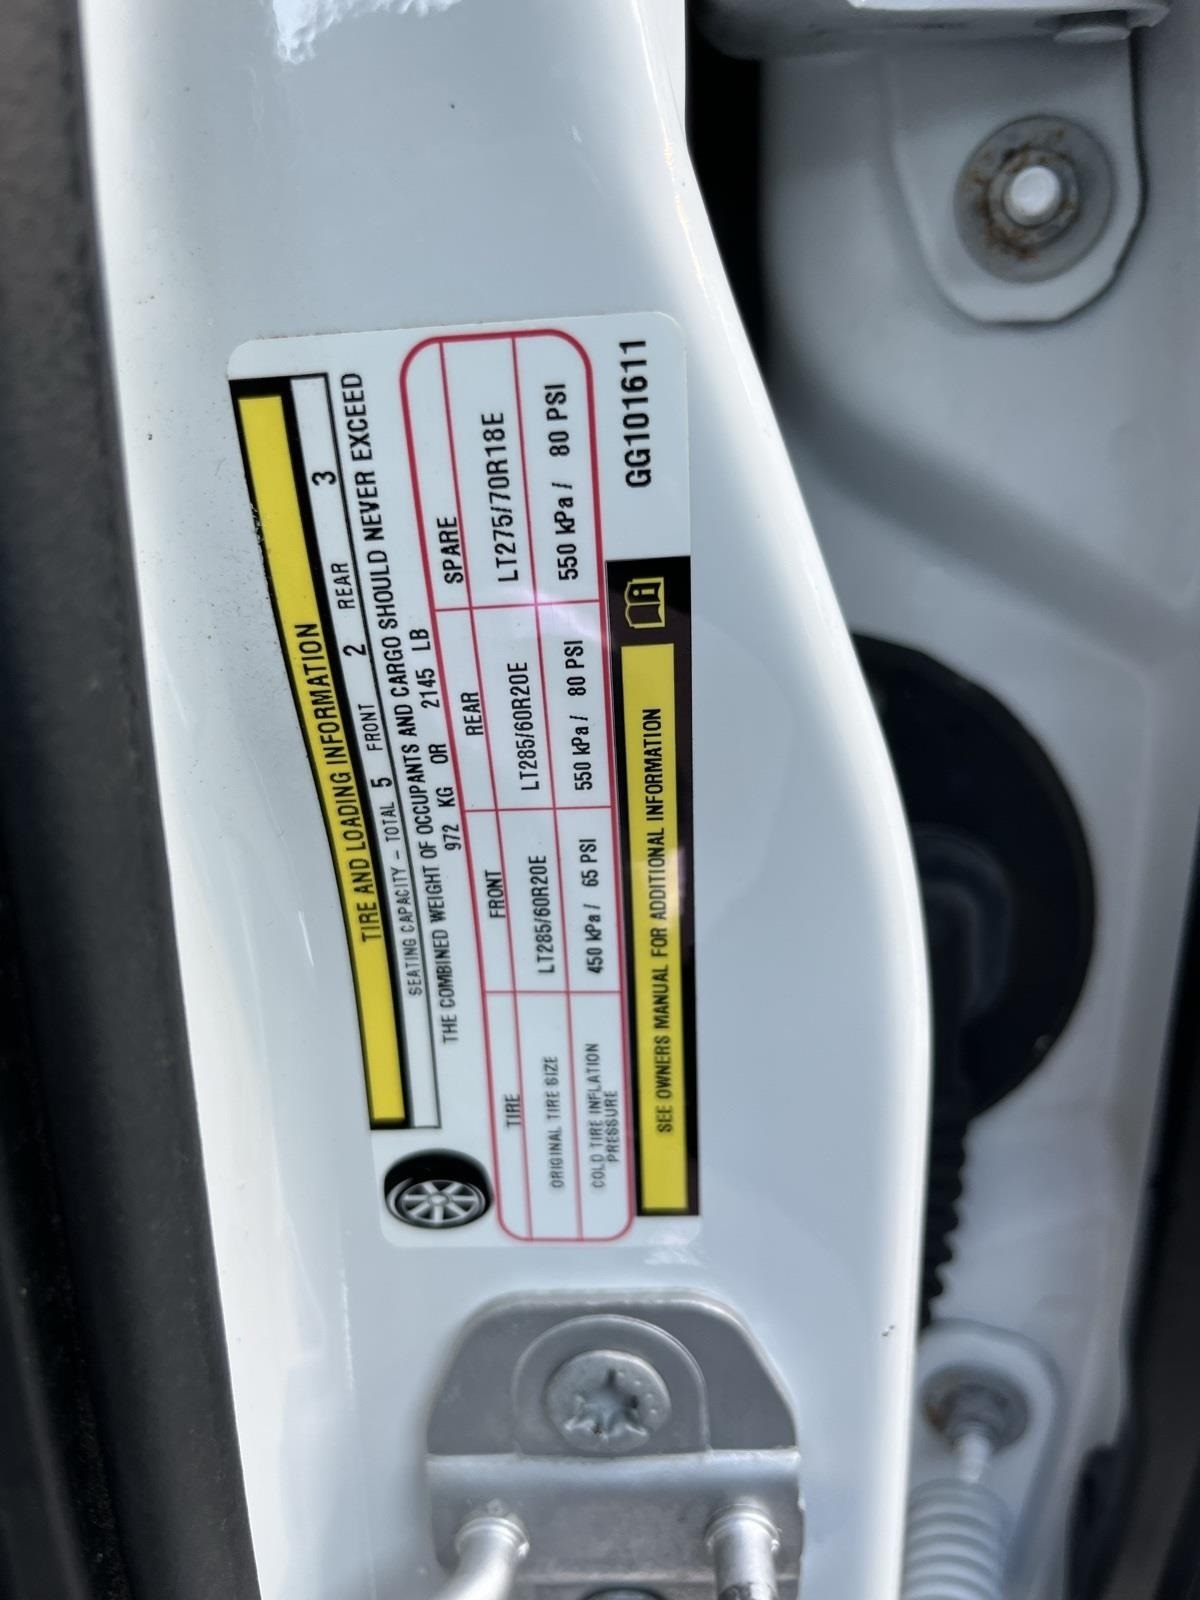 TIRE AND LOADING INFORMATION
SEATING CAPACITY – TOTAL 5 FRONT 2 REAR 3
THE COMBINED WEIGHT OF OCCUPANTS AND CARGO SHOULD NEVER EXCEED
972 KG OR 2145 LB
TIRE FRONT REAR SPARE
ORIGINAL TIRE SIZE LT285/60R20E LT285/60R20E LT275/70R18E
COLD TIRE INFLATION PRESSURE 450 kPa / 65 PSI 550 kPa / 80 PSI 550 kPa / 80 PSI
SEE OWNERS MANUAL FOR ADDITIONAL INFORMATION
GG101611